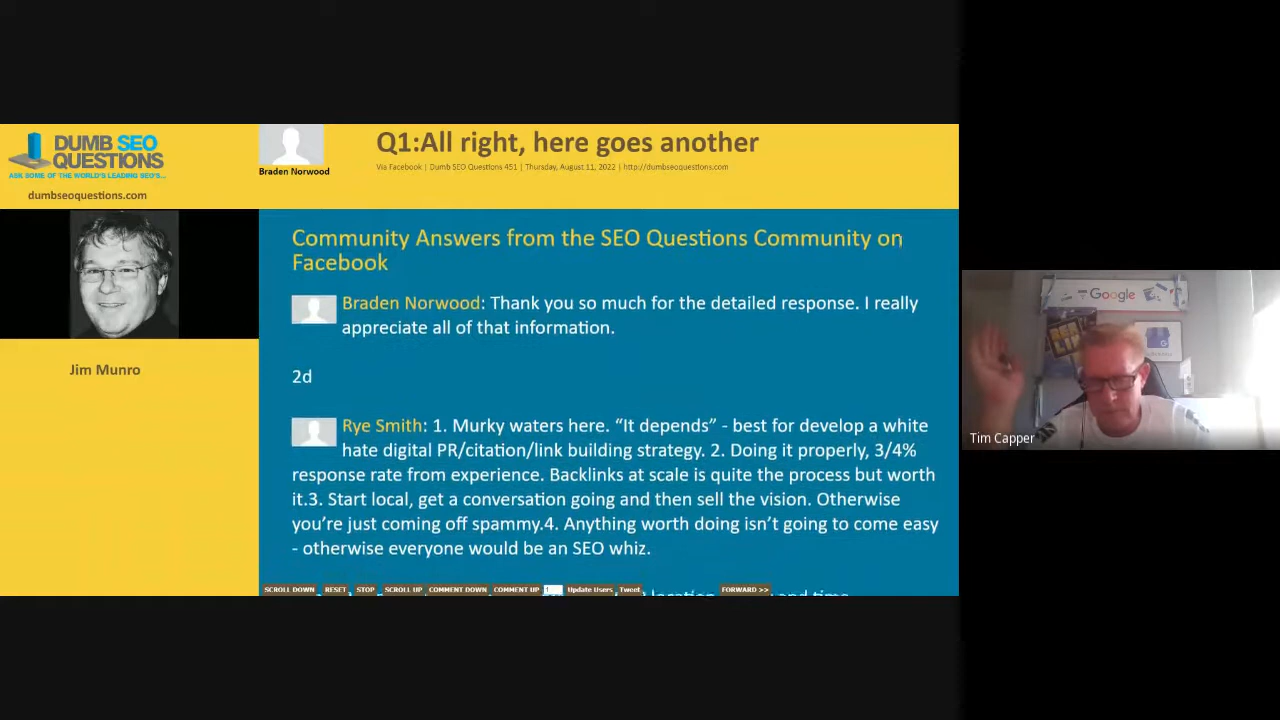 DUMB SEO
QUESTIONS
ASK SOME OF THE WORLD'S LEADING SEO'S...
dumbseoquestions.com
Braden Norwood
Q1:All right, here goes another
Via Facebook | Dumb SEO Questions 451 | Thursday, August 11, 2022 | http://dumbseoquestions.com
Jim Munro
Community Answers from the SEO Questions Community on
Facebook
Braden Norwood: Thank you so much for the detailed response. I really
appreciate all of that information.
2d
Rye Smith: 1. Murky waters here. “It depends” - best for develop a white
hate digital PR/citation/link building strategy. 2. Doing it properly, 3/4%
response rate from experience. Backlinks at scale is quite the process but worth
it.3. Start local, get a conversation going and then sell the vision. Otherwise
you’re just coming off spammy.4. Anything worth doing isn’t going to come easy
- otherwise everyone would be an SEO whiz.
SCROLL DOWN RESET STOP SCROLL UP COMMENT DOWN COMMENT UP Update Users Tweet FORWARD >>
Google
Tim Capper